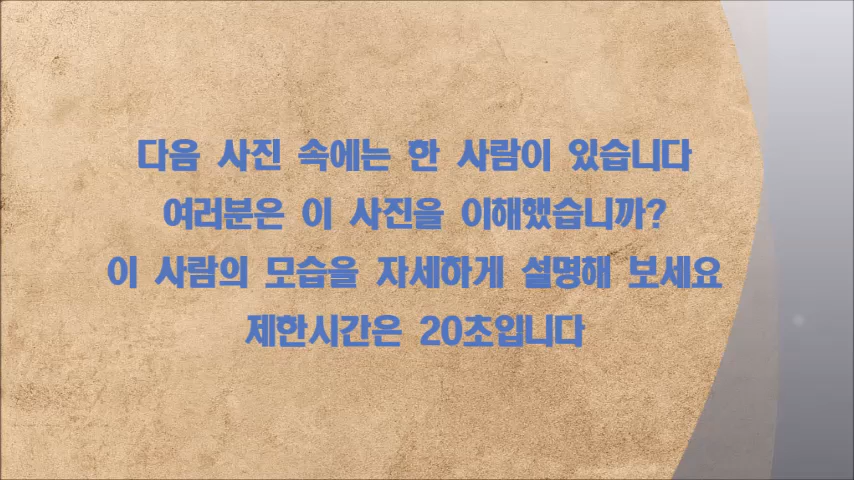 다음 사진 속에는 한 사람이 있습니다
여러분은 이 사진을 이해했습니까?
이 사람의 모습을 자세하게 설명해 보세요
제한시간은 20초입니다